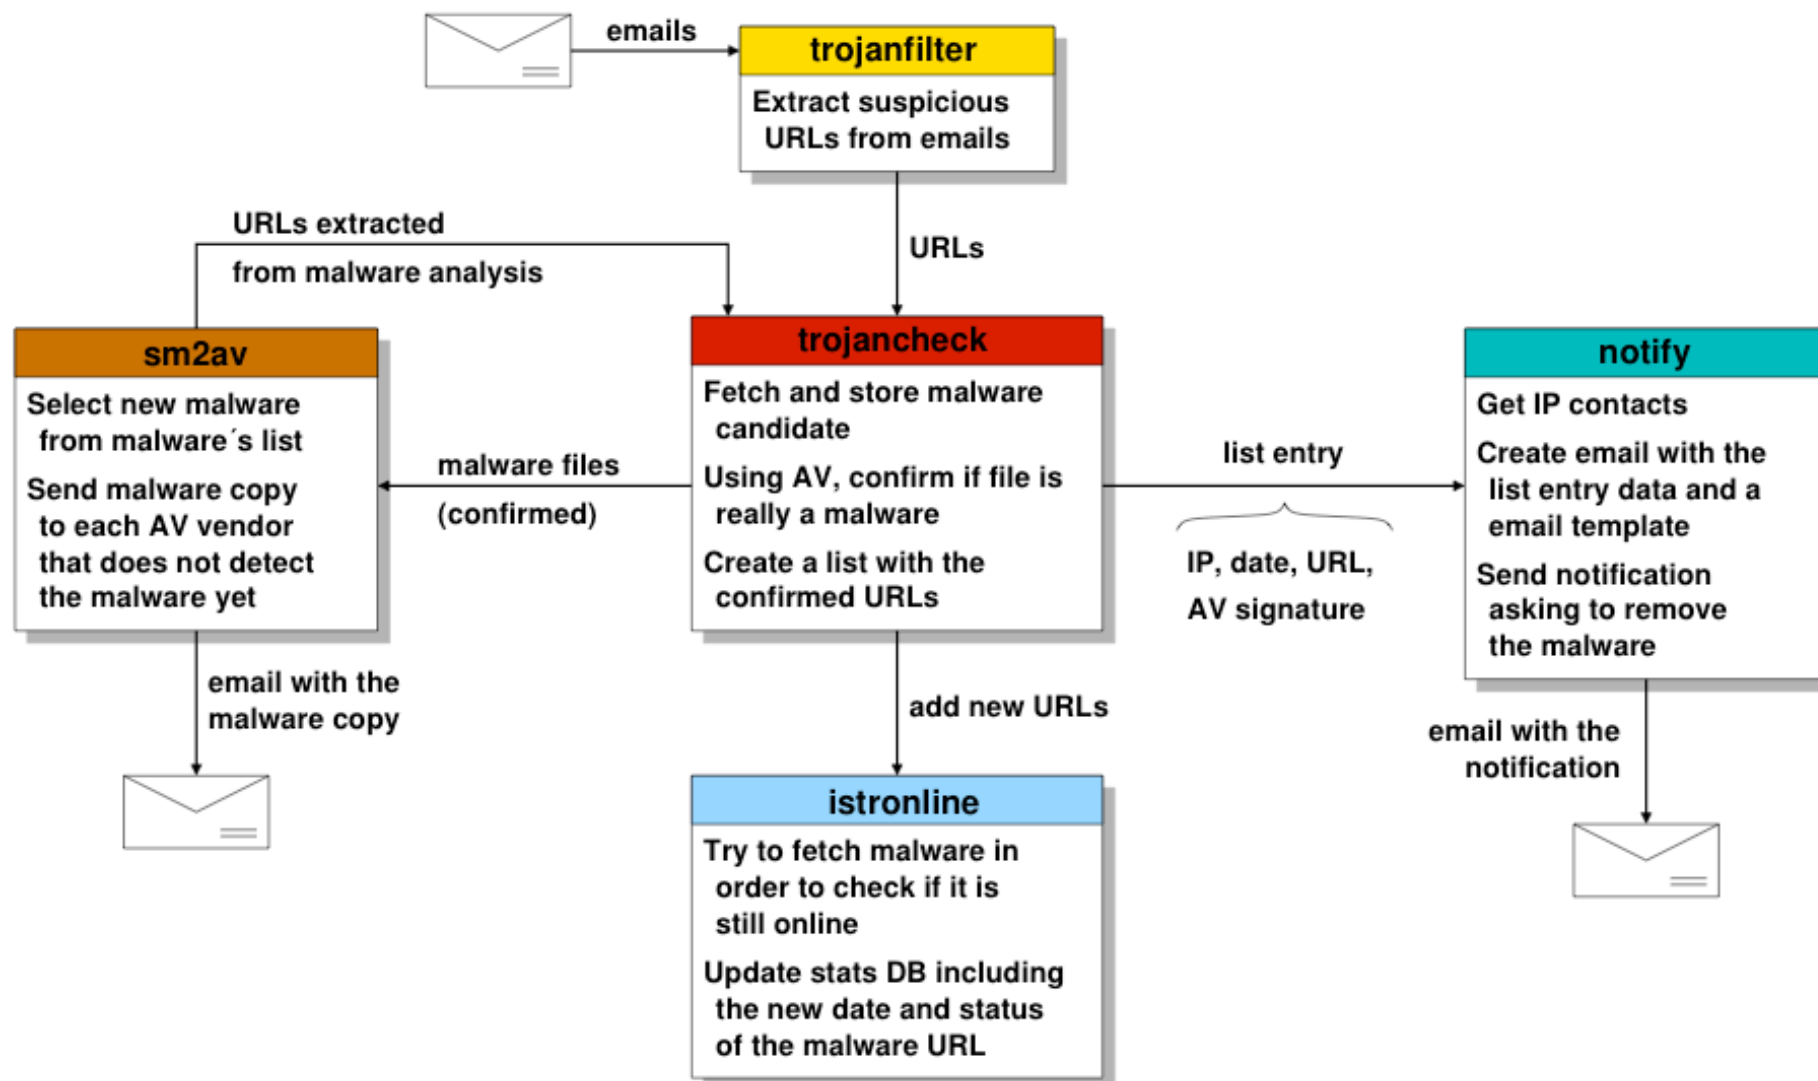 emails
trojanfilter
Extract suspicious
URLs from emails
URLs extracted
from malware analysis
URLs
sm2av
Select new malware
from malware´s list
Send malware copy
to each AV vendor
that does not detect
the malware yet
malware files
(confirmed)
trojancheck
Fetch and store malware
candidate
Using AV, confirm if file is
really a malware
Create a list with the
confirmed URLs
list entry
IP, date, URL,
AV signature
notify
Get IP contacts
Create email with the
list entry data and a
email template
Send notification
asking to remove
the malware
email with the
malware copy
add new URLs
email with the
notification
istronline
Try to fetch malware in
order to check if it is
still online
Update stats DB including
the new date and status
of the malware URL